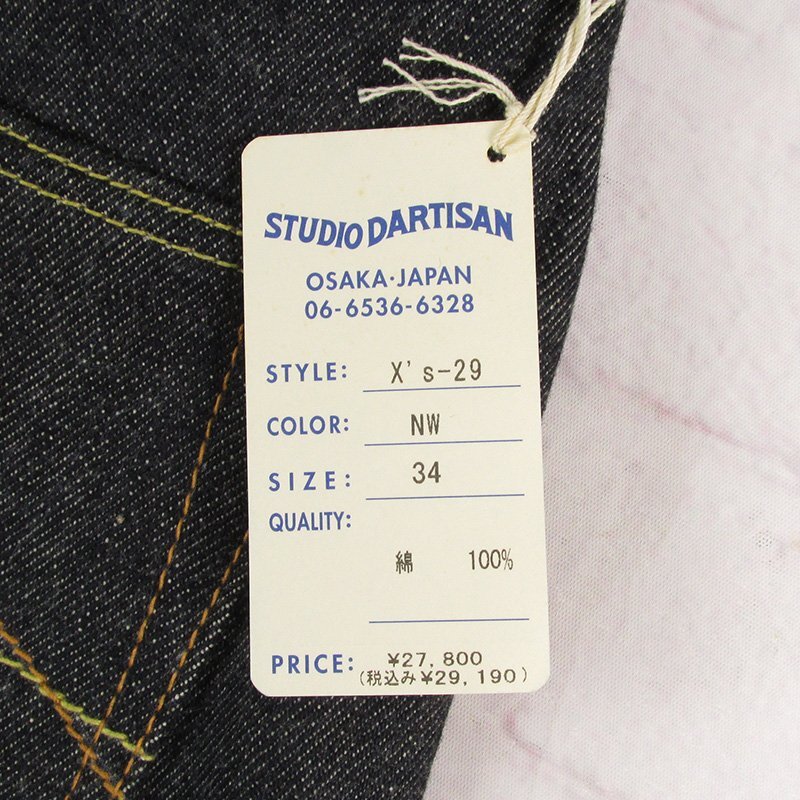 STUDIO DARTISAN
OSAKA·JAPAN
06-6536-6328
STYLE: X's-29
COLOR: NW
SIZE: 34
QUALITY:
綿 100%
PRICE: ¥27,800
(税込み¥29,190)